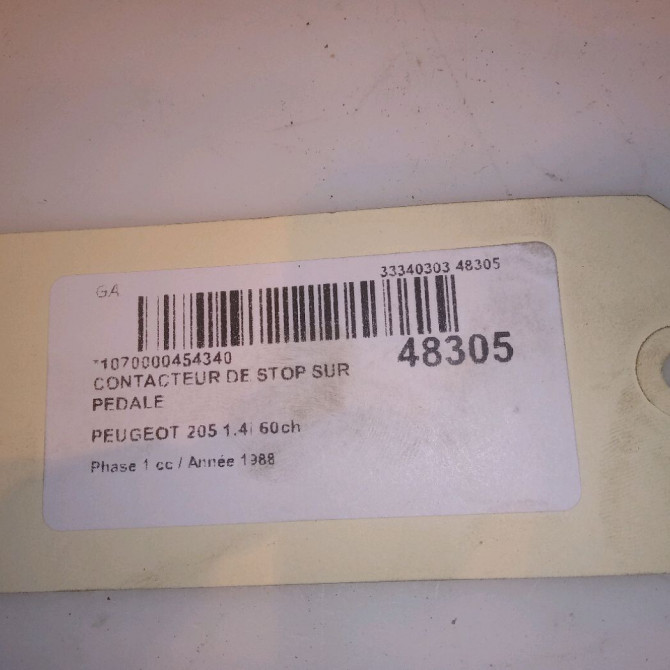 GA
33340303 48305
*1070000454340
48305
CONTACTEUR DE STOP SUR
PEDALE
PEUGEOT 205 1.4i 60ch
Phase 1 cc / Année 1988